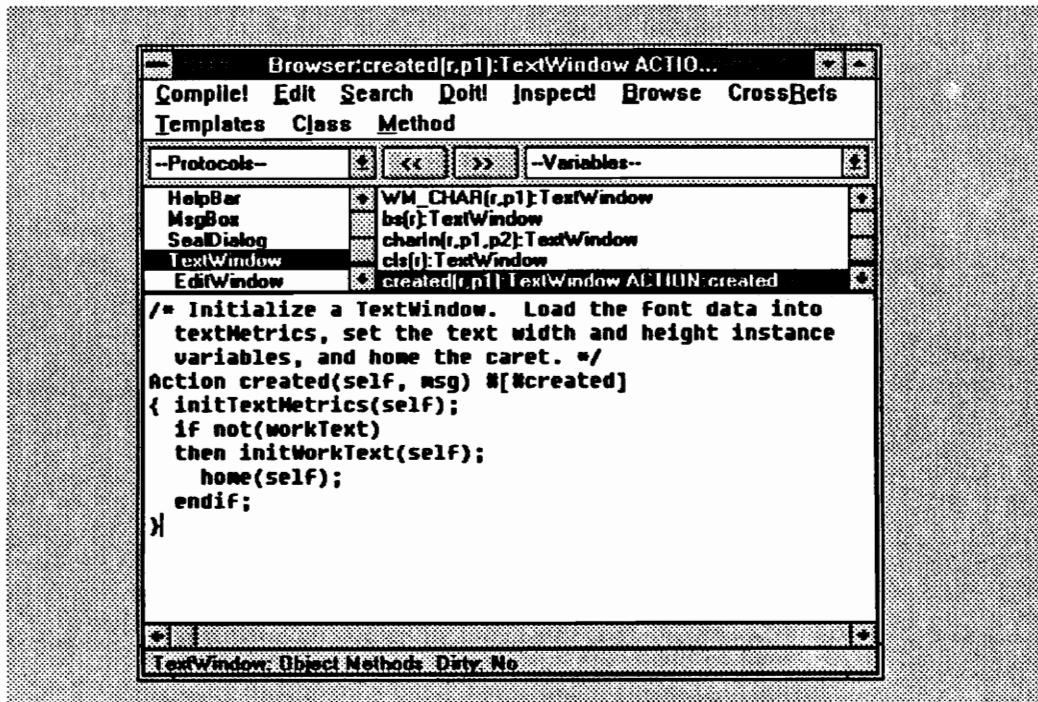 Browser:created(r,p1):TextWindow ACTIO...
Compile! Edit Search Doit! Inspect! Browse CrossRefs
Templates Class Method
--Protocols-- << >> --Variables--
HelpBar WM_CHAR(r,p1):TextWindow
MsgBox bs(r):TextWindow
SealDialog charIn(r,p1,p2):TextWindow
TextWindow cls(r):TextWindow
EditWindow created(r,p1):TextWindow ACTION:created
/* Initialize a TextWindow. Load the font data into
textMetrics, set the text width and height instance
variables, and home the caret. */
Action created(self, msg) #[#created]
{ initTextMetrics(self);
if not(workText)
then initWorkText(self);
home(self);
endif;
}
TextWindow: Object Methods Dirty: No